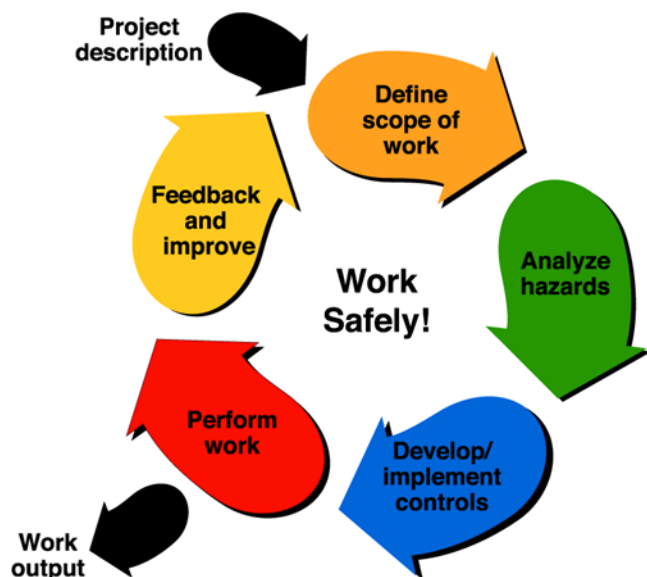 Project
description
Define
scope of
work
Analyze
hazards
Develop/
implement
controls
Perform
work
Work
output
Feedback
and
improve
Work
Safely!